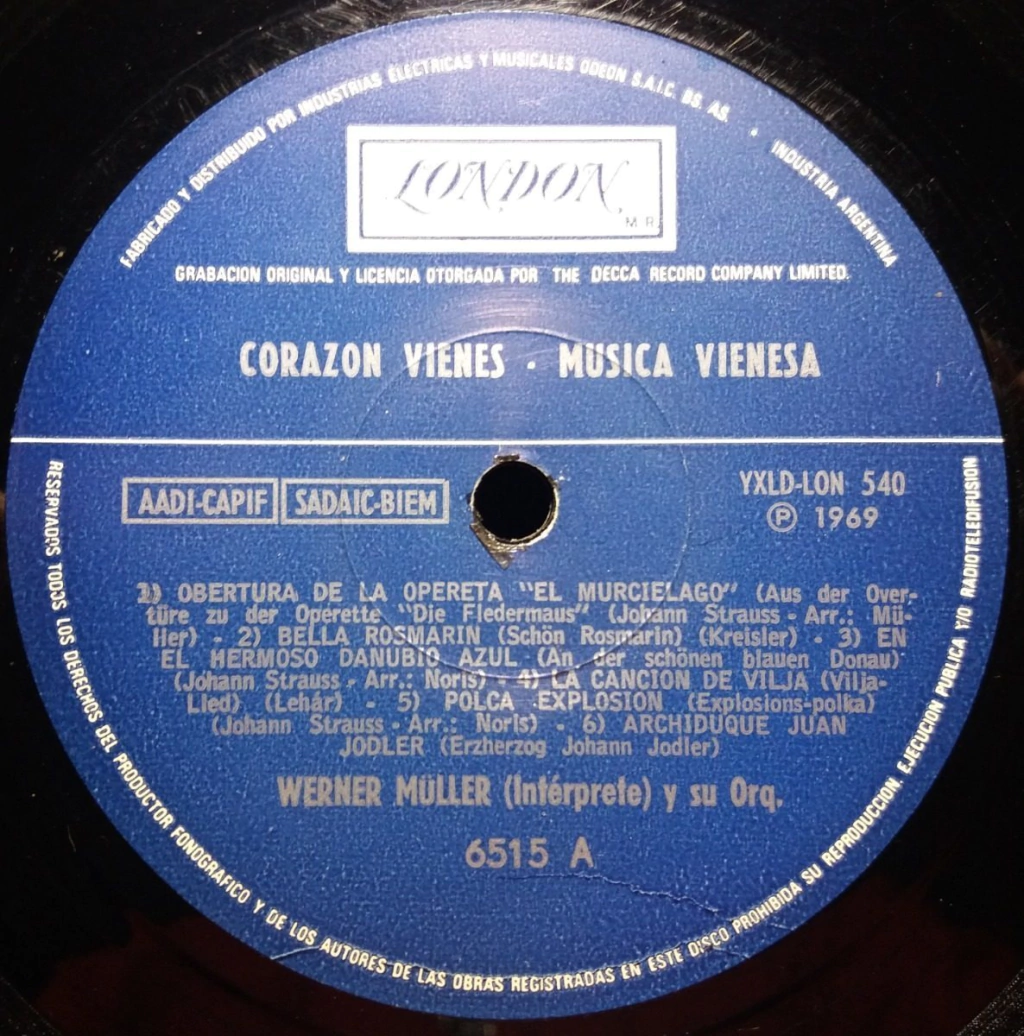 FABRICADO Y DISTRIBUIDO POR INDUSTRIAS ELECTRICAS Y MUSICALES ODEON S.A.I.C. BS. AS. • INDUSTRIA ARGENTINA
LONDON
M.R.
GRABACION ORIGINAL Y LICENCIA OTORGADA POR THE DECCA RECORD COMPANY LIMITED.
CORAZON VIENES · MUSICA VIENESA
AADI-CAPIF SADAIC-BIEM
YXLD-LON 540
℗ 1969
1) OBERTURA DE LA OPERETA "EL MURCIELAGO" (Aus der Over-
türe zu der Operette "Die Fledermaus" (Johann Strauss - Arr.: Mü-
ller) - 2) BELLA ROSMARIN (Schön Rosmarin) (Kreisler) - 3) EN
EL HERMOSO DANUBIO AZUL (An der schönen blauen Donau)
(Johann Strauss - Arr.: Noris) - 4) LA CANCION DE VILJA (Vilja-
Lied) (Lehár) - 5) POLCA EXPLOSION (Explosions-polka)
(Johann Strauss - Arr.: Noris) - 6) ARCHIDUQUE JUAN
JODLER (Erzherzog Johann Jodler)
WERNER MÜLLER (Intérprete) y su Orq.
6515 A
RESERVADOS TODOS LOS DERECHOS DEL PRODUCTOR FONOGRAFICO Y DE LOS AUTORES DE LAS OBRAS REGISTRADAS EN ESTE DISCO PROHIBIDA SU REPRODUCCION. EJECUCION PUBLICA Y/O RADIOTELEDIFUSION